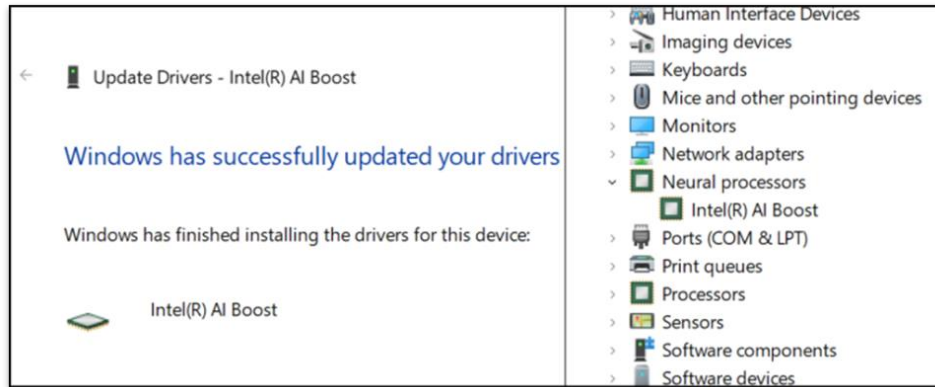 Update Drivers - Intel(R) AI Boost
Windows has successfully updated your drivers
Windows has finished installing the drivers for this device:
Intel(R) AI Boost
Human Interface Devices
Imaging devices
Keyboards
Mice and other pointing devices
Monitors
Network adapters
Neural processors
Intel(R) AI Boost
Ports (COM & LPT)
Print queues
Processors
Sensors
Software components
Software devices